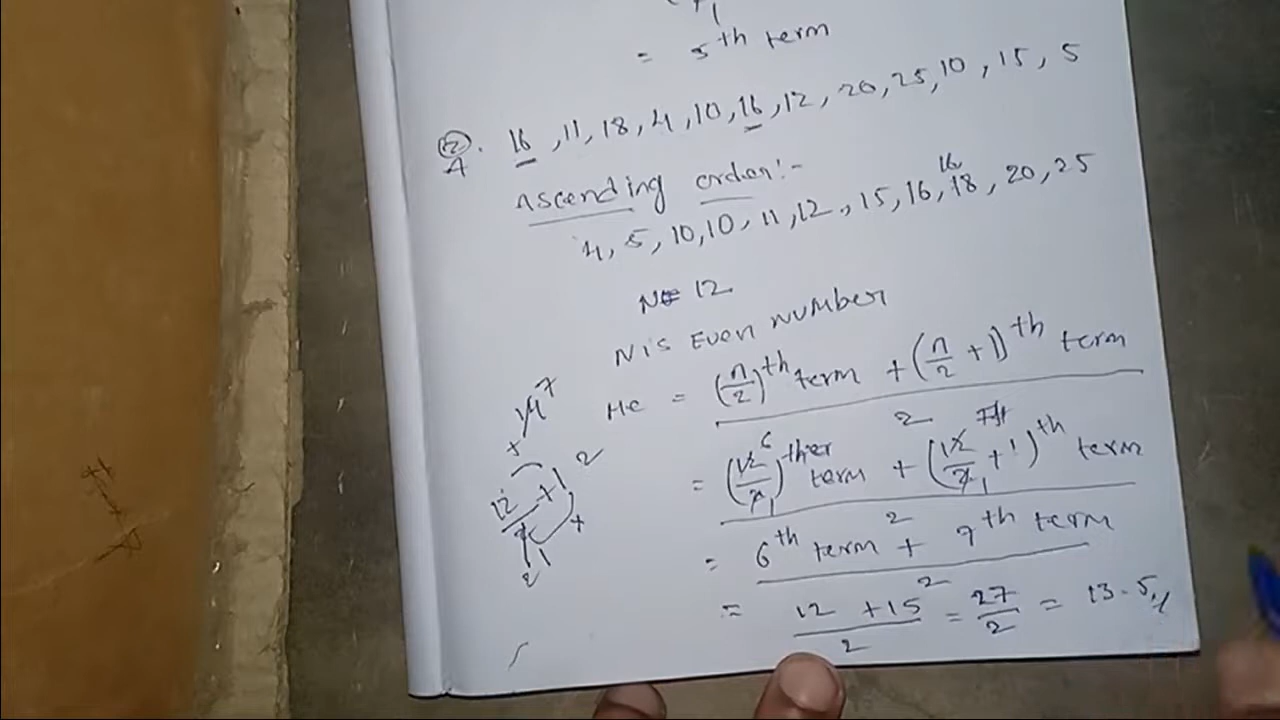 = 5th term
②. 16, 11, 18, 4, 10, 16, 12, 20, 25, 10, 15, 5
A
Ascending order:-
4, 5, 10, 10, 11, 12, 15, 16, 16, 18, 20, 25
N= 12
N is Even number
Me = (n/2)th term + (n/2 + 1)th term
2
= (12/2)th term + (12/2 + 1)th term
2
= 6th term + 7th term
2
= 12 + 15 / 2 = 27/2 = 13.5
12/2 + 1